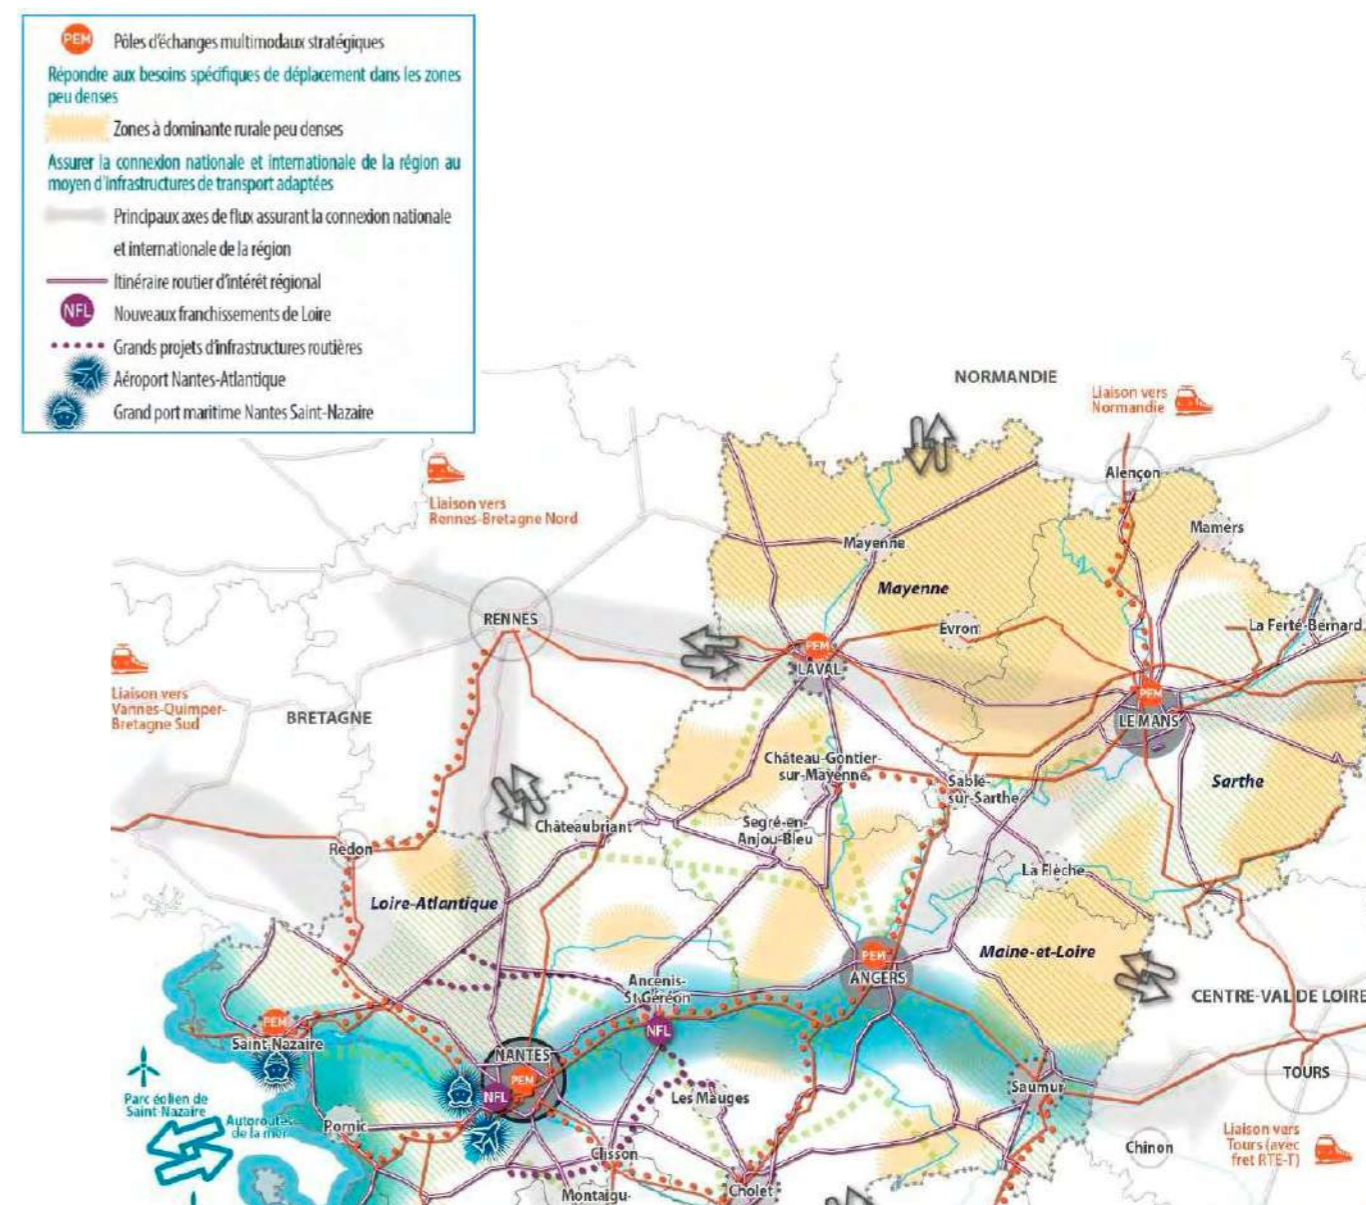 PEM Pôles d'échanges multimodaux stratégiques
Répondre aux besoins spécifiques de déplacement dans les zones
peu denses
Zones à dominante rurale peu denses
Assurer la connexion nationale et internationale de la région au
moyen d'infrastructures de transport adaptées
Principaux axes de flux assurant la connexion nationale
et internationale de la région
Itinéraire routier d'intérêt régional
NFL Nouveaux franchissements de Loire
Grands projets d'infrastructures routières
Aéroport Nantes-Atlantique
Grand port maritime Nantes Saint-Nazaire
NORMANDIE
Liaison vers
Normandie
Alençon
Liaison vers
Rennes-Bretagne Nord
Mamers
Mayenne
Mayenne
RENNES
Evron
La Ferté-Bernard
PEM
LAVAL
Liaison vers
Vannes-Quimper-
Bretagne Sud
BRETAGNE
PEM
LE MANS
Château-Gontier-
sur-Mayenne
Sablé-
sur-Sarthe
Sarthe
Châteaubriant
Segré-en-
Anjou-Bleu
Redon
La Flèche
Loire-Atlantique
Maine-et-Loire
PEM
ANGERS
Ancenis-
St-Géréon
CENTRE-VAL DE LOIRE
PEM
Saint-Nazaire
NFL
NANTES
PEM
NFL
TOURS
Saumur
Les Mauges
Parc éolien de
Saint-Nazaire
Autoroutes
de la mer
Pornic
Chinon
Liaison vers
Tours (avec
fret RTE-T)
Clisson
Cholet
Montaigu-